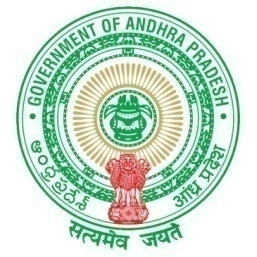 · GOVERNMENT OF ANDHRA PRADESH ·
ఆంధ్రప్రదేశ్
आंध्र प्रदेश
सत्यमेव जयते